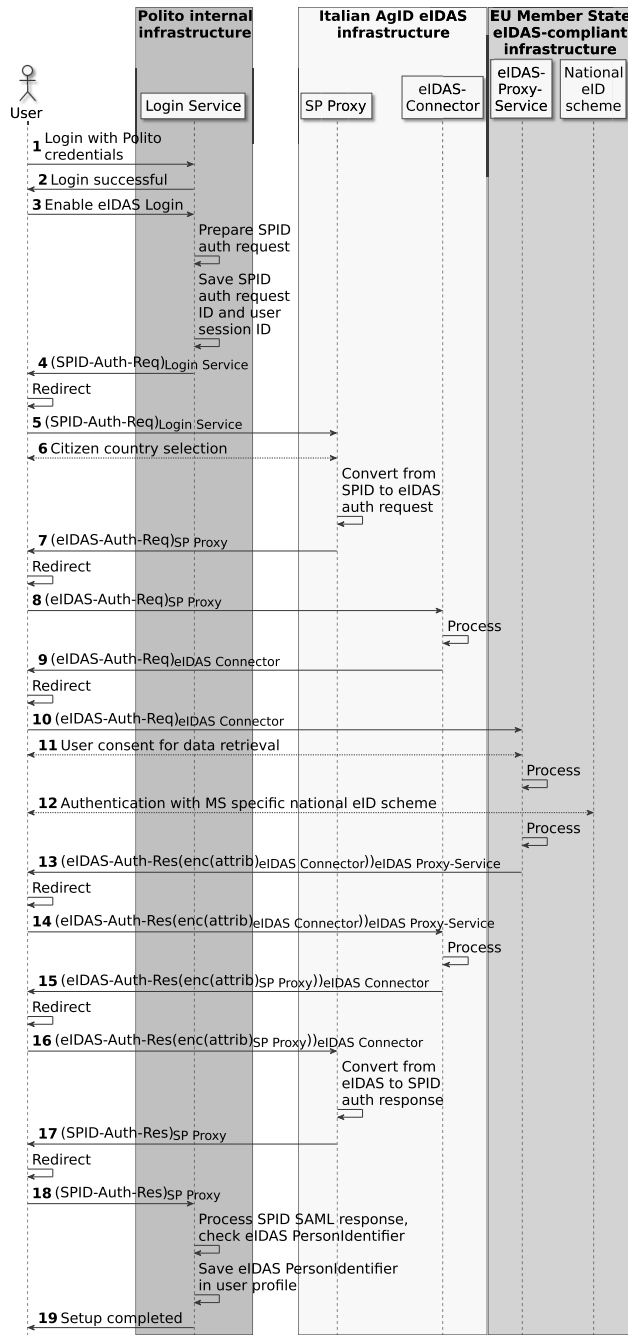 Polito internal
infrastructure
Italian AgID eIDAS
infrastructure
EU Member State
eIDAS-compliant
infrastructure
User
Login Service
SP Proxy
eIDAS-
Connector
eIDAS-
Proxy-
Service
National
eID
scheme
1 Login with Polito
credentials
2 Login successful
3 Enable eIDAS Login
Prepare SPID
auth request
Save SPID
auth request
ID and user
session ID
4 (SPID-Auth-Req)Login Service
Redirect
5 (SPID-Auth-Req)Login Service
6 Citizen country selection
Convert from
SPID to eIDAS
auth request
7 (eIDAS-Auth-Req)SP Proxy
Redirect
8 (eIDAS-Auth-Req)SP Proxy
Process
9 (eIDAS-Auth-Req)eIDAS Connector
Redirect
10 (eIDAS-Auth-Req)eIDAS Connector
11 User consent for data retrieval
Process
12 Authentication with MS specific national eID scheme
Process
13 (eIDAS-Auth-Res(enc(attrib)eIDAS Connector))eIDAS Proxy-Service
Redirect
14 (eIDAS-Auth-Res(enc(attrib)eIDAS Connector))eIDAS Proxy-Service
Process
15 (eIDAS-Auth-Res(enc(attrib)SP Proxy))eIDAS Connector
Redirect
16 (eIDAS-Auth-Res(enc(attrib)SP Proxy))eIDAS Connector
Convert from
eIDAS to SPID
auth response
17 (SPID-Auth-Res)SP Proxy
Redirect
18 (SPID-Auth-Res)SP Proxy
Process SPID SAML response,
check eIDAS PersonIdentifier
Save eIDAS PersonIdentifier
in user profile
19 Setup completed